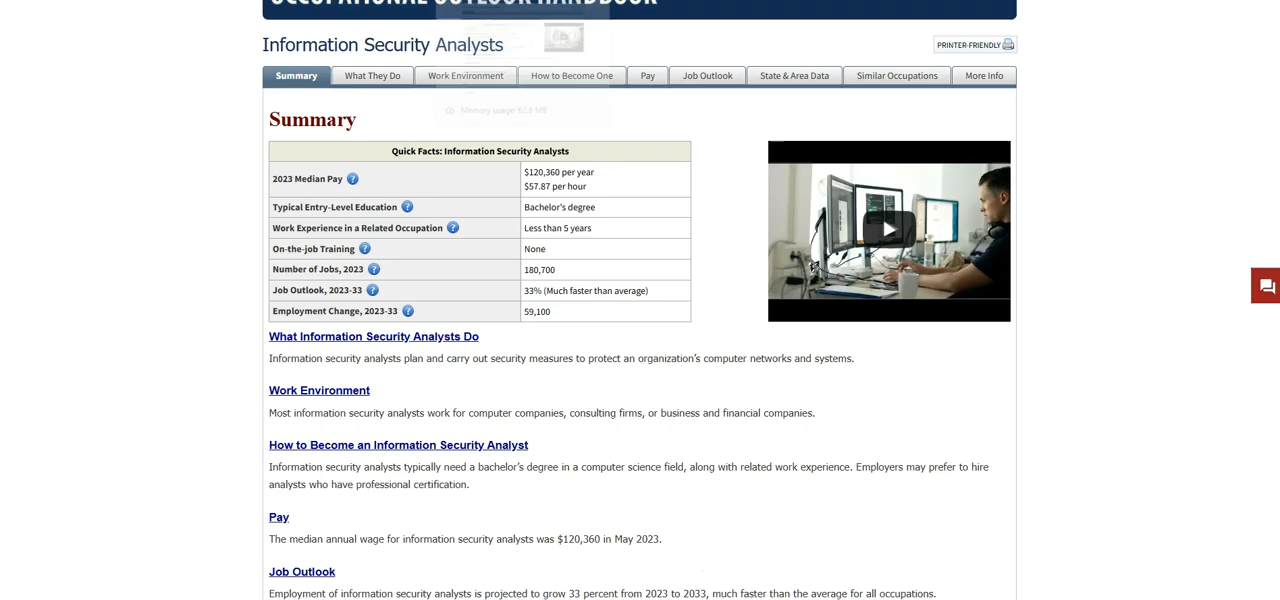 OCCUPATIONAL OUTLOOK HANDBOOK
Information Security Analysts
PRINTER-FRIENDLY
Summary What They Do Work Environment How to Become One Pay Job Outlook State & Area Data Similar Occupations More Info
Memory usage: 62.8 MB
Summary
Quick Facts: Information Security Analysts
2023 Median Pay $120,360 per year
$57.87 per hour
Typical Entry-Level Education Bachelor's degree
Work Experience in a Related Occupation Less than 5 years
On-the-job Training None
Number of Jobs, 2023 180,700
Job Outlook, 2023-33 33% (Much faster than average)
Employment Change, 2023-33 59,100
What Information Security Analysts Do
Information security analysts plan and carry out security measures to protect an organization’s computer networks and systems.
Work Environment
Most information security analysts work for computer companies, consulting firms, or business and financial companies.
How to Become an Information Security Analyst
Information security analysts typically need a bachelor’s degree in a computer science field, along with related work experience. Employers may prefer to hire
analysts who have professional certification.
Pay
The median annual wage for information security analysts was $120,360 in May 2023.
Job Outlook
Employment of information security analysts is projected to grow 33 percent from 2023 to 2033, much faster than the average for all occupations.